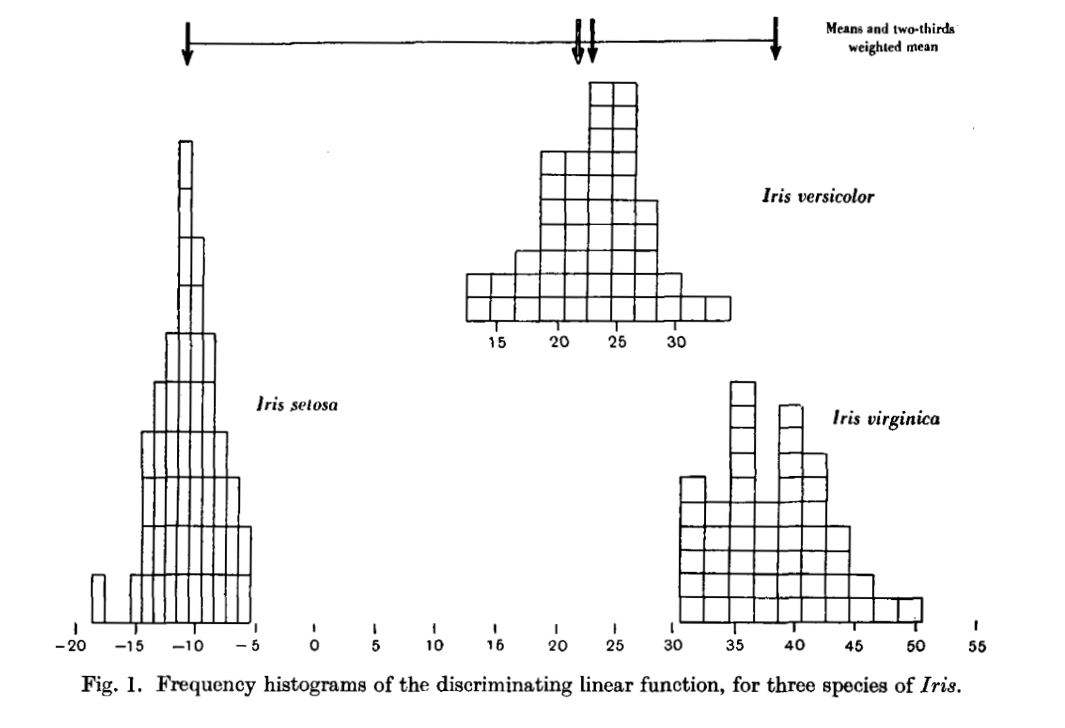 Means and two-thirds
weighted mean
Iris versicolor
15 20 25 30
Iris setosa
Iris virginica
-20 -15 -10 -5 0 5 10 16 20 25 30 35 40 45 50 55
Fig. 1. Frequency histograms of the discriminating linear function, for three species of Iris.